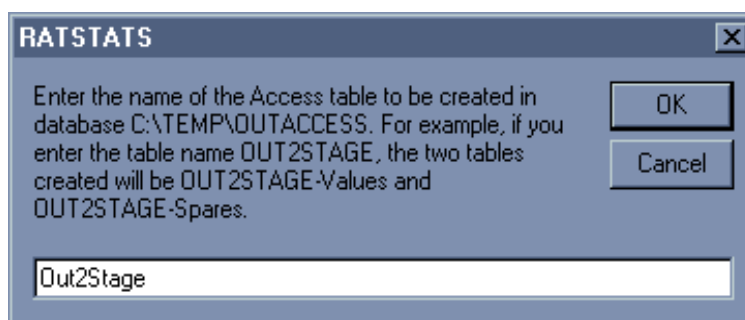 RATSTATS
Enter the name of the Access table to be created in
database C:\TEMP\OUTACCESS. For example, if you
enter the table name OUT2STAGE, the two tables
created will be OUT2STAGE-Values and
OUT2STAGE-Spares.
OK
Cancel
Out2Stage